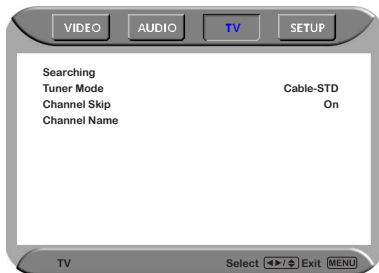 VIDEO AUDIO TV SETUP
Searching
Tuner Mode Cable-STD
Channel Skip On
Channel Name
TV Select ◄►/♦ Exit MENU